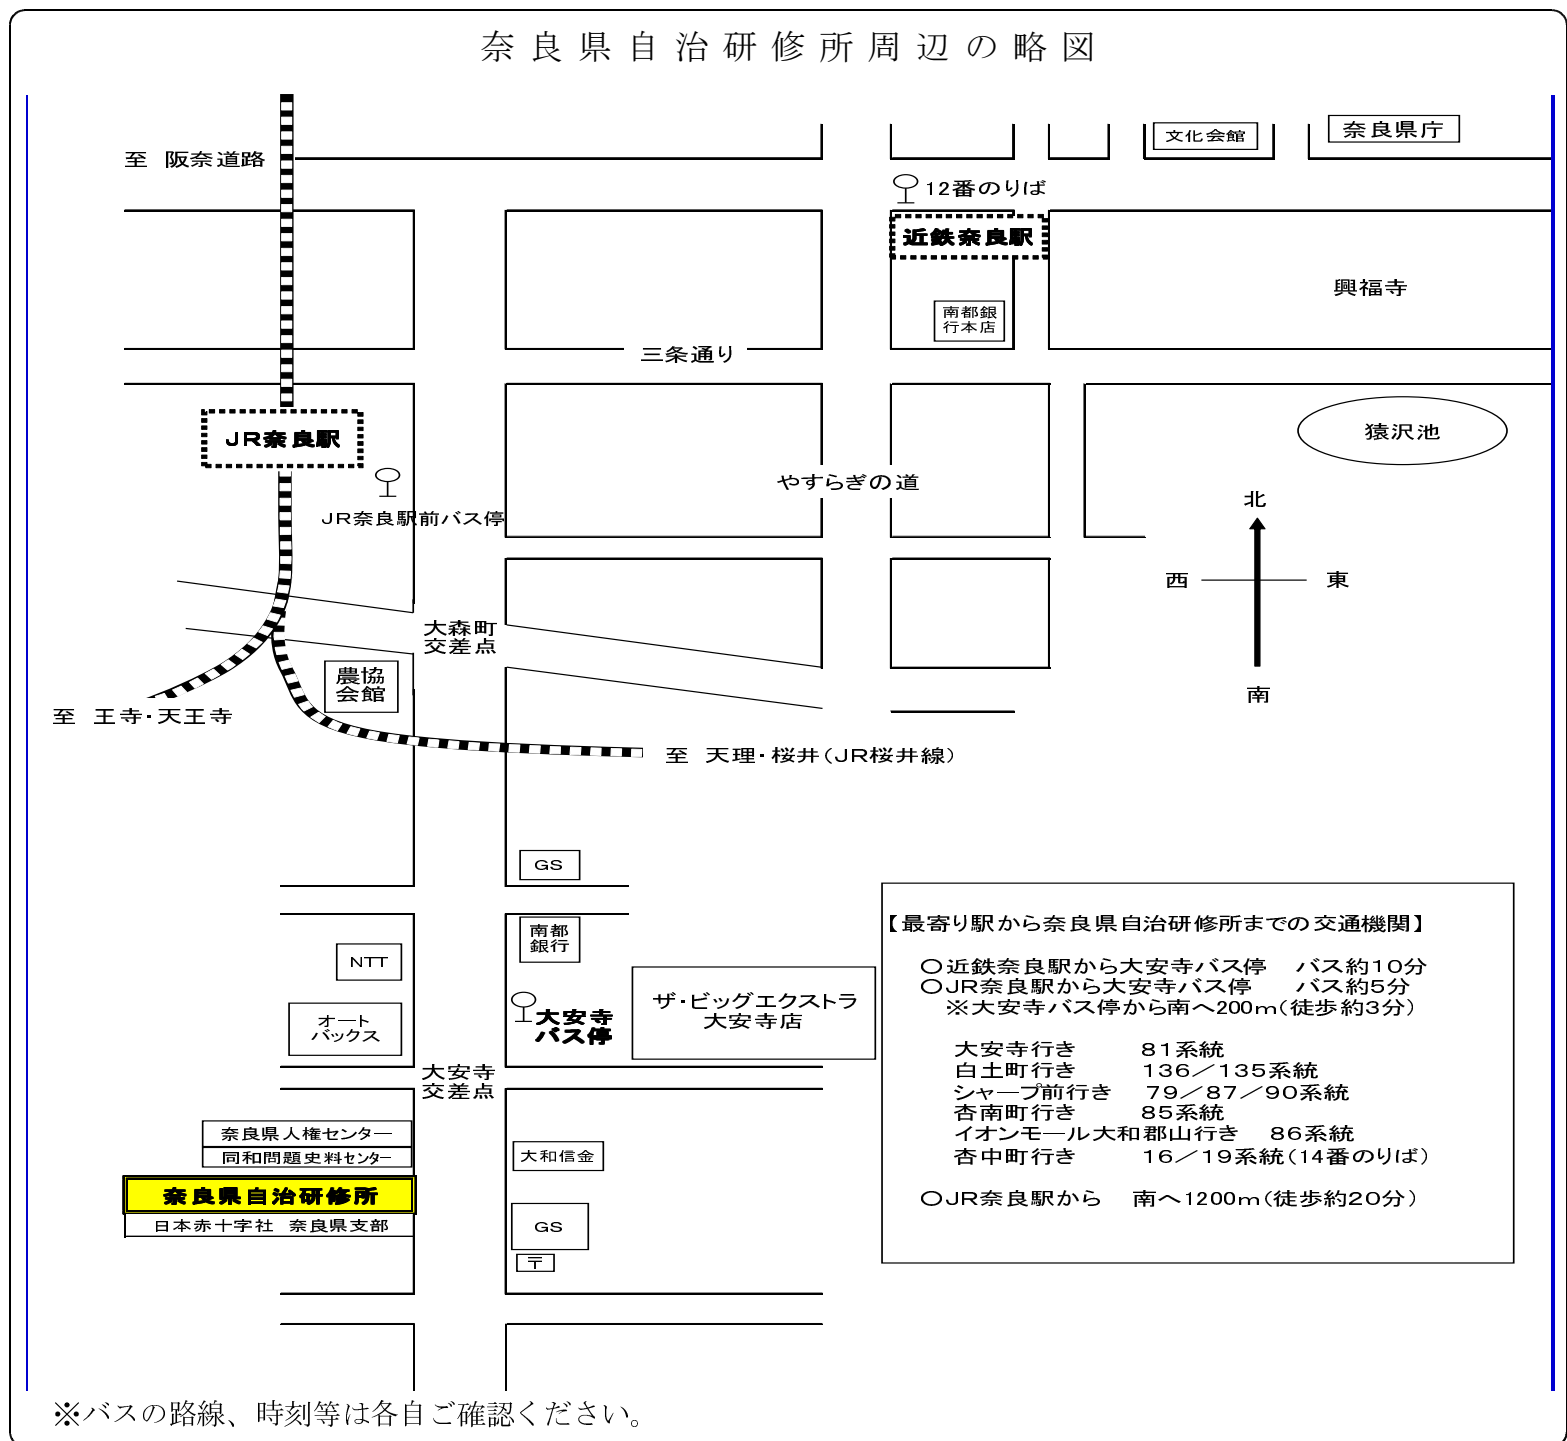 奈良県自治研修所周辺の略図
至 阪奈道路
文化会館
奈良県庁
12番のりば
近鉄奈良駅
興福寺
南都銀
行本店
三条通り
JR奈良駅
猿沢池
やすらぎの道
JR奈良駅前バス停
北
西
東
南
大森町
交差点
農協
会館
至 王寺・天王寺
至 天理・桜井(JR桜井線)
GS
南都
銀行
NTT
オート
バックス
大安寺
バス停
ザ・ビッグエクストラ
大安寺店
大安寺
交差点
【最寄り駅から奈良県自治研修所までの交通機関】
○近鉄奈良駅から大安寺バス停 バス約10分
○JR奈良駅から大安寺バス停 バス約5分
※大安寺バス停から南へ200m(徒歩約3分)
大安寺行き 81系統
白土町行き 136/135系統
シャープ前行き 79/87/90系統
杏南町行き 85系統
イオンモール大和郡山行き 86系統
杏中町行き 16/19系統(14番のりば)
○JR奈良駅から 南へ1200m(徒歩約20分)
奈良県人権センター
同和問題史料センター
奈良県自治研修所
日本赤十字社 奈良県支部
大和信金
GS
〒
※バスの路線、時刻等は各自ご確認ください。